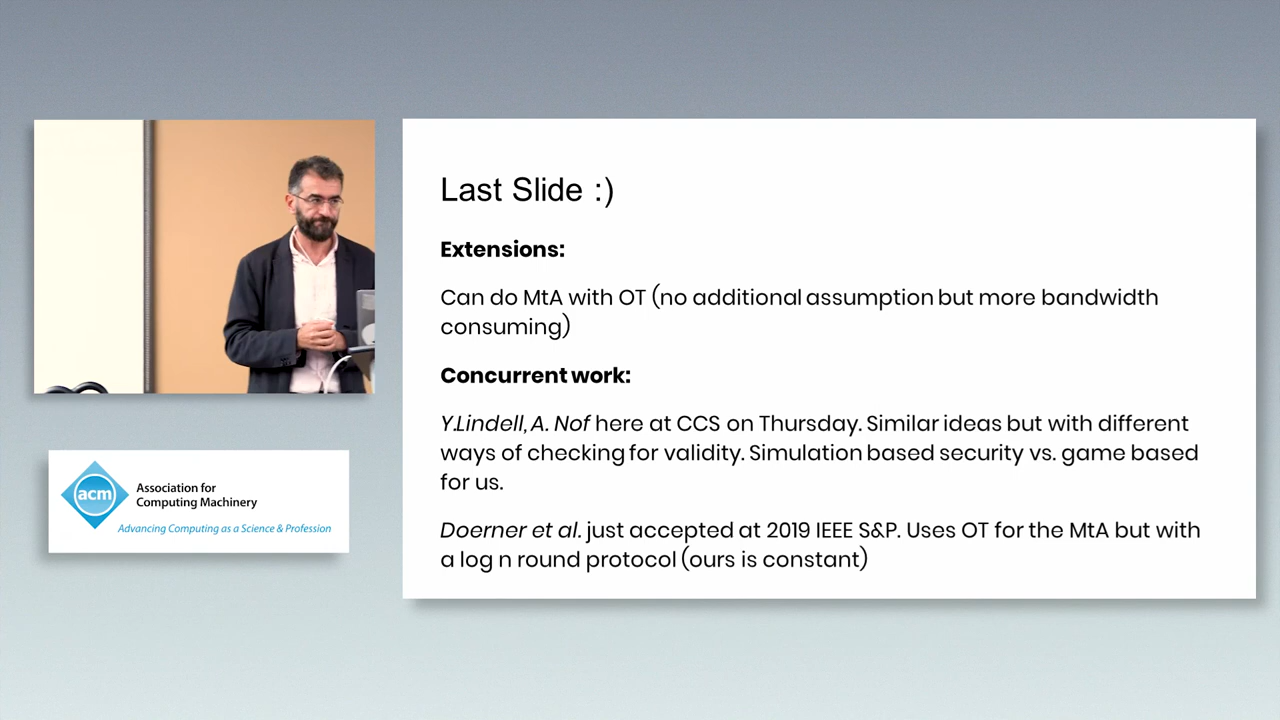 Last Slide :)
Extensions:
Can do MtA with OT (no additional assumption but more bandwidth
consuming)
Concurrent work:
Y.Lindell, A. Nof here at CCS on Thursday. Similar ideas but with different
ways of checking for validity. Simulation based security vs. game based
for us.
Doerner et al. just accepted at 2019 IEEE S&P. Uses OT for the MtA but with
a log n round protocol (ours is constant)
acm
Association for
Computing Machinery
Advancing Computing as a Science & Profession